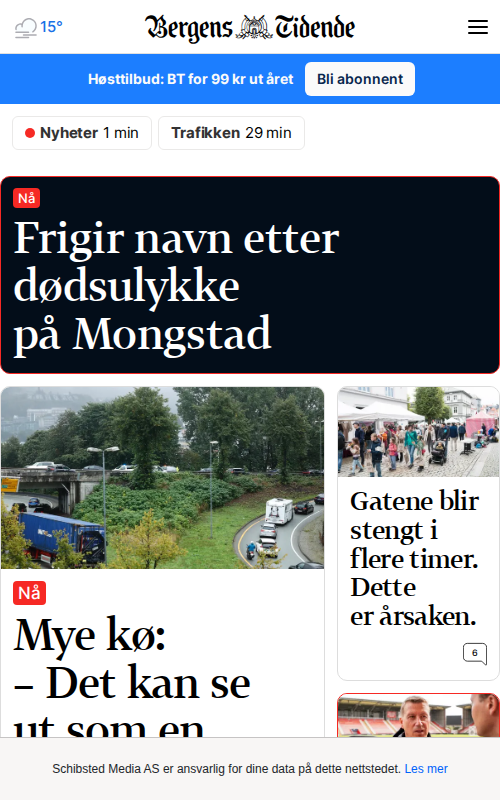 15°
Bergens Tidende
Høsttilbud: BT for 99 kr ut året
Bli abonnent
Nyheter 1 min
Trafikken 29 min
Nå
Frigir navn etter
dødsulykke
på Mongstad
Nå
Mye kø:
– Det kan se
ut som en
Gatene blir
stengt i
flere timer.
Dette
er årsaken.
6
Schibsted Media AS er ansvarlig for dine data på dette nettstedet. Les mer